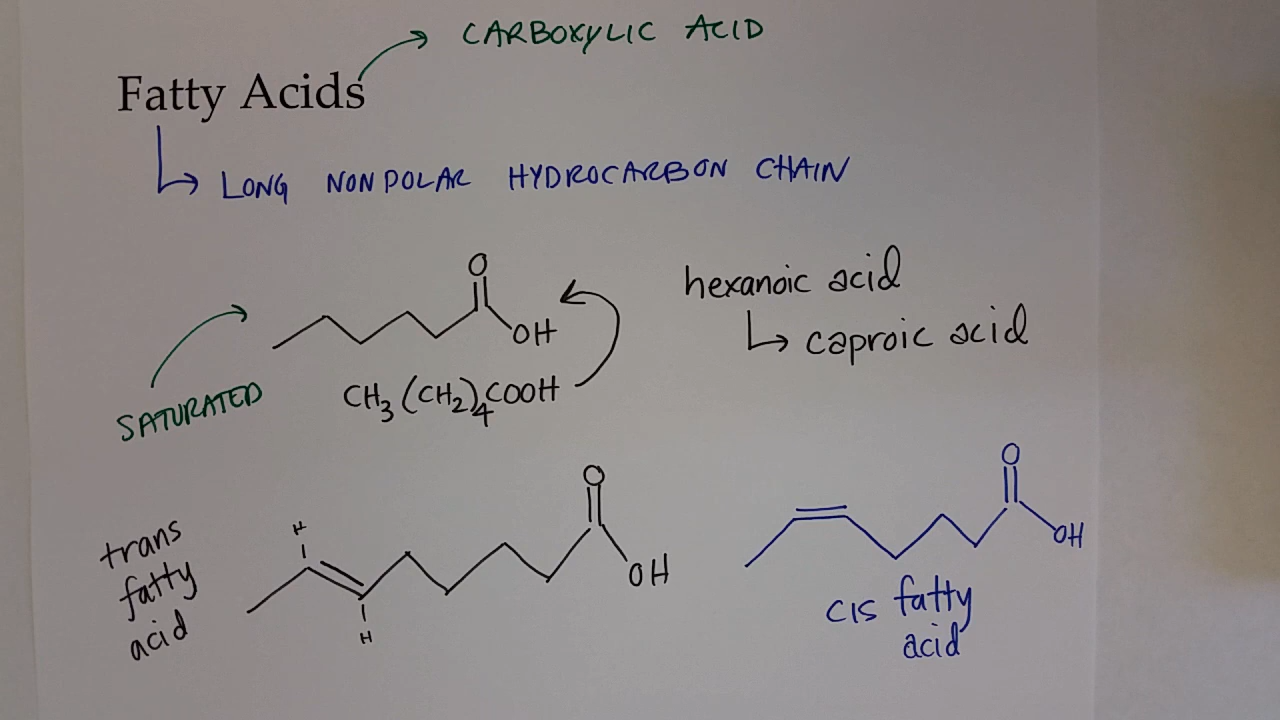 CARBOXYLIC ACID
Fatty Acids
LONG NONPOLAR HYDROCARBON CHAIN
O
OH
hexanoic acid
caproic acid
SATURATED
CH₃(CH₂)₄COOH
trans
fatty
acid
H
H
O
OH
O
OH
cis fatty
acid